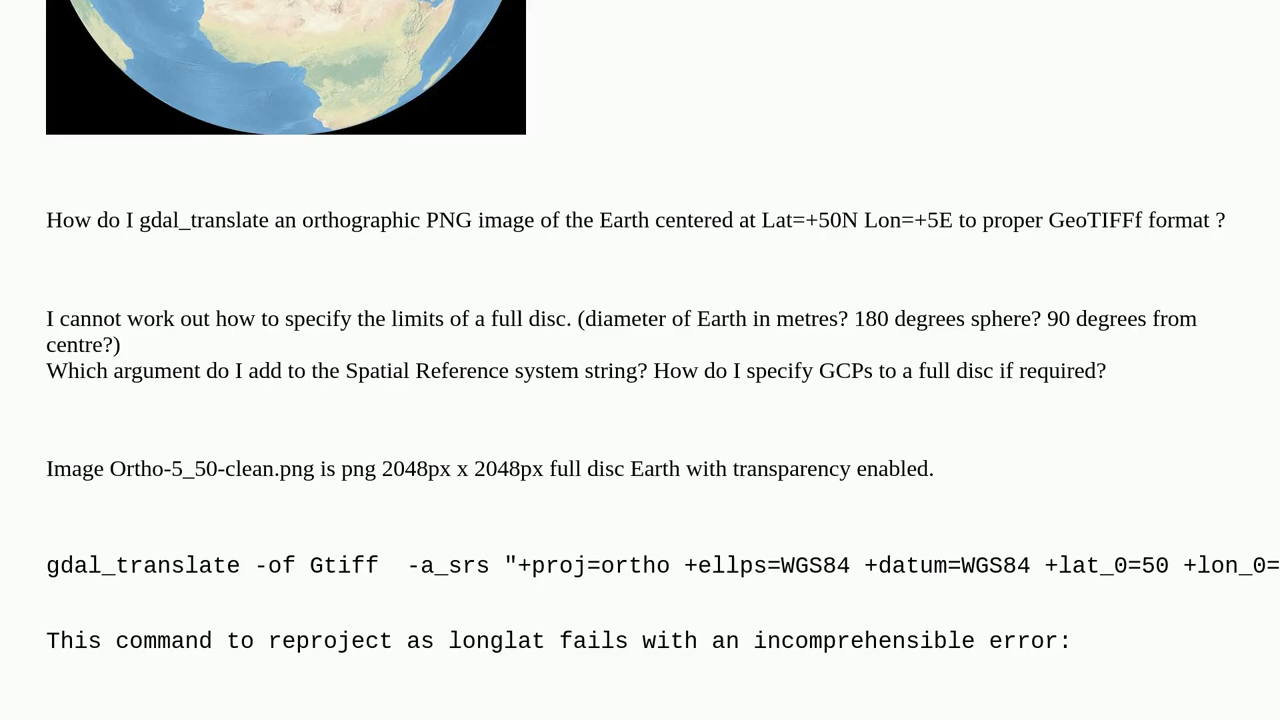 How do I gdal_translate an orthographic PNG image of the Earth centered at Lat=+50N Lon=+5E to proper GeoTIFFf format ?
I cannot work out how to specify the limits of a full disc. (diameter of Earth in metres? 180 degrees sphere? 90 degrees from
centre?)
Which argument do I add to the Spatial Reference system string? How do I specify GCPs to a full disc if required?
Image Ortho-5_50-clean.png is png 2048px x 2048px full disc Earth with transparency enabled.
gdal_translate -of Gtiff  -a_srs "+proj=ortho +ellps=WGS84 +datum=WGS84 +lat_0=50 +lon_0=
This command to reproject as longlat fails with an incomprehensible error: